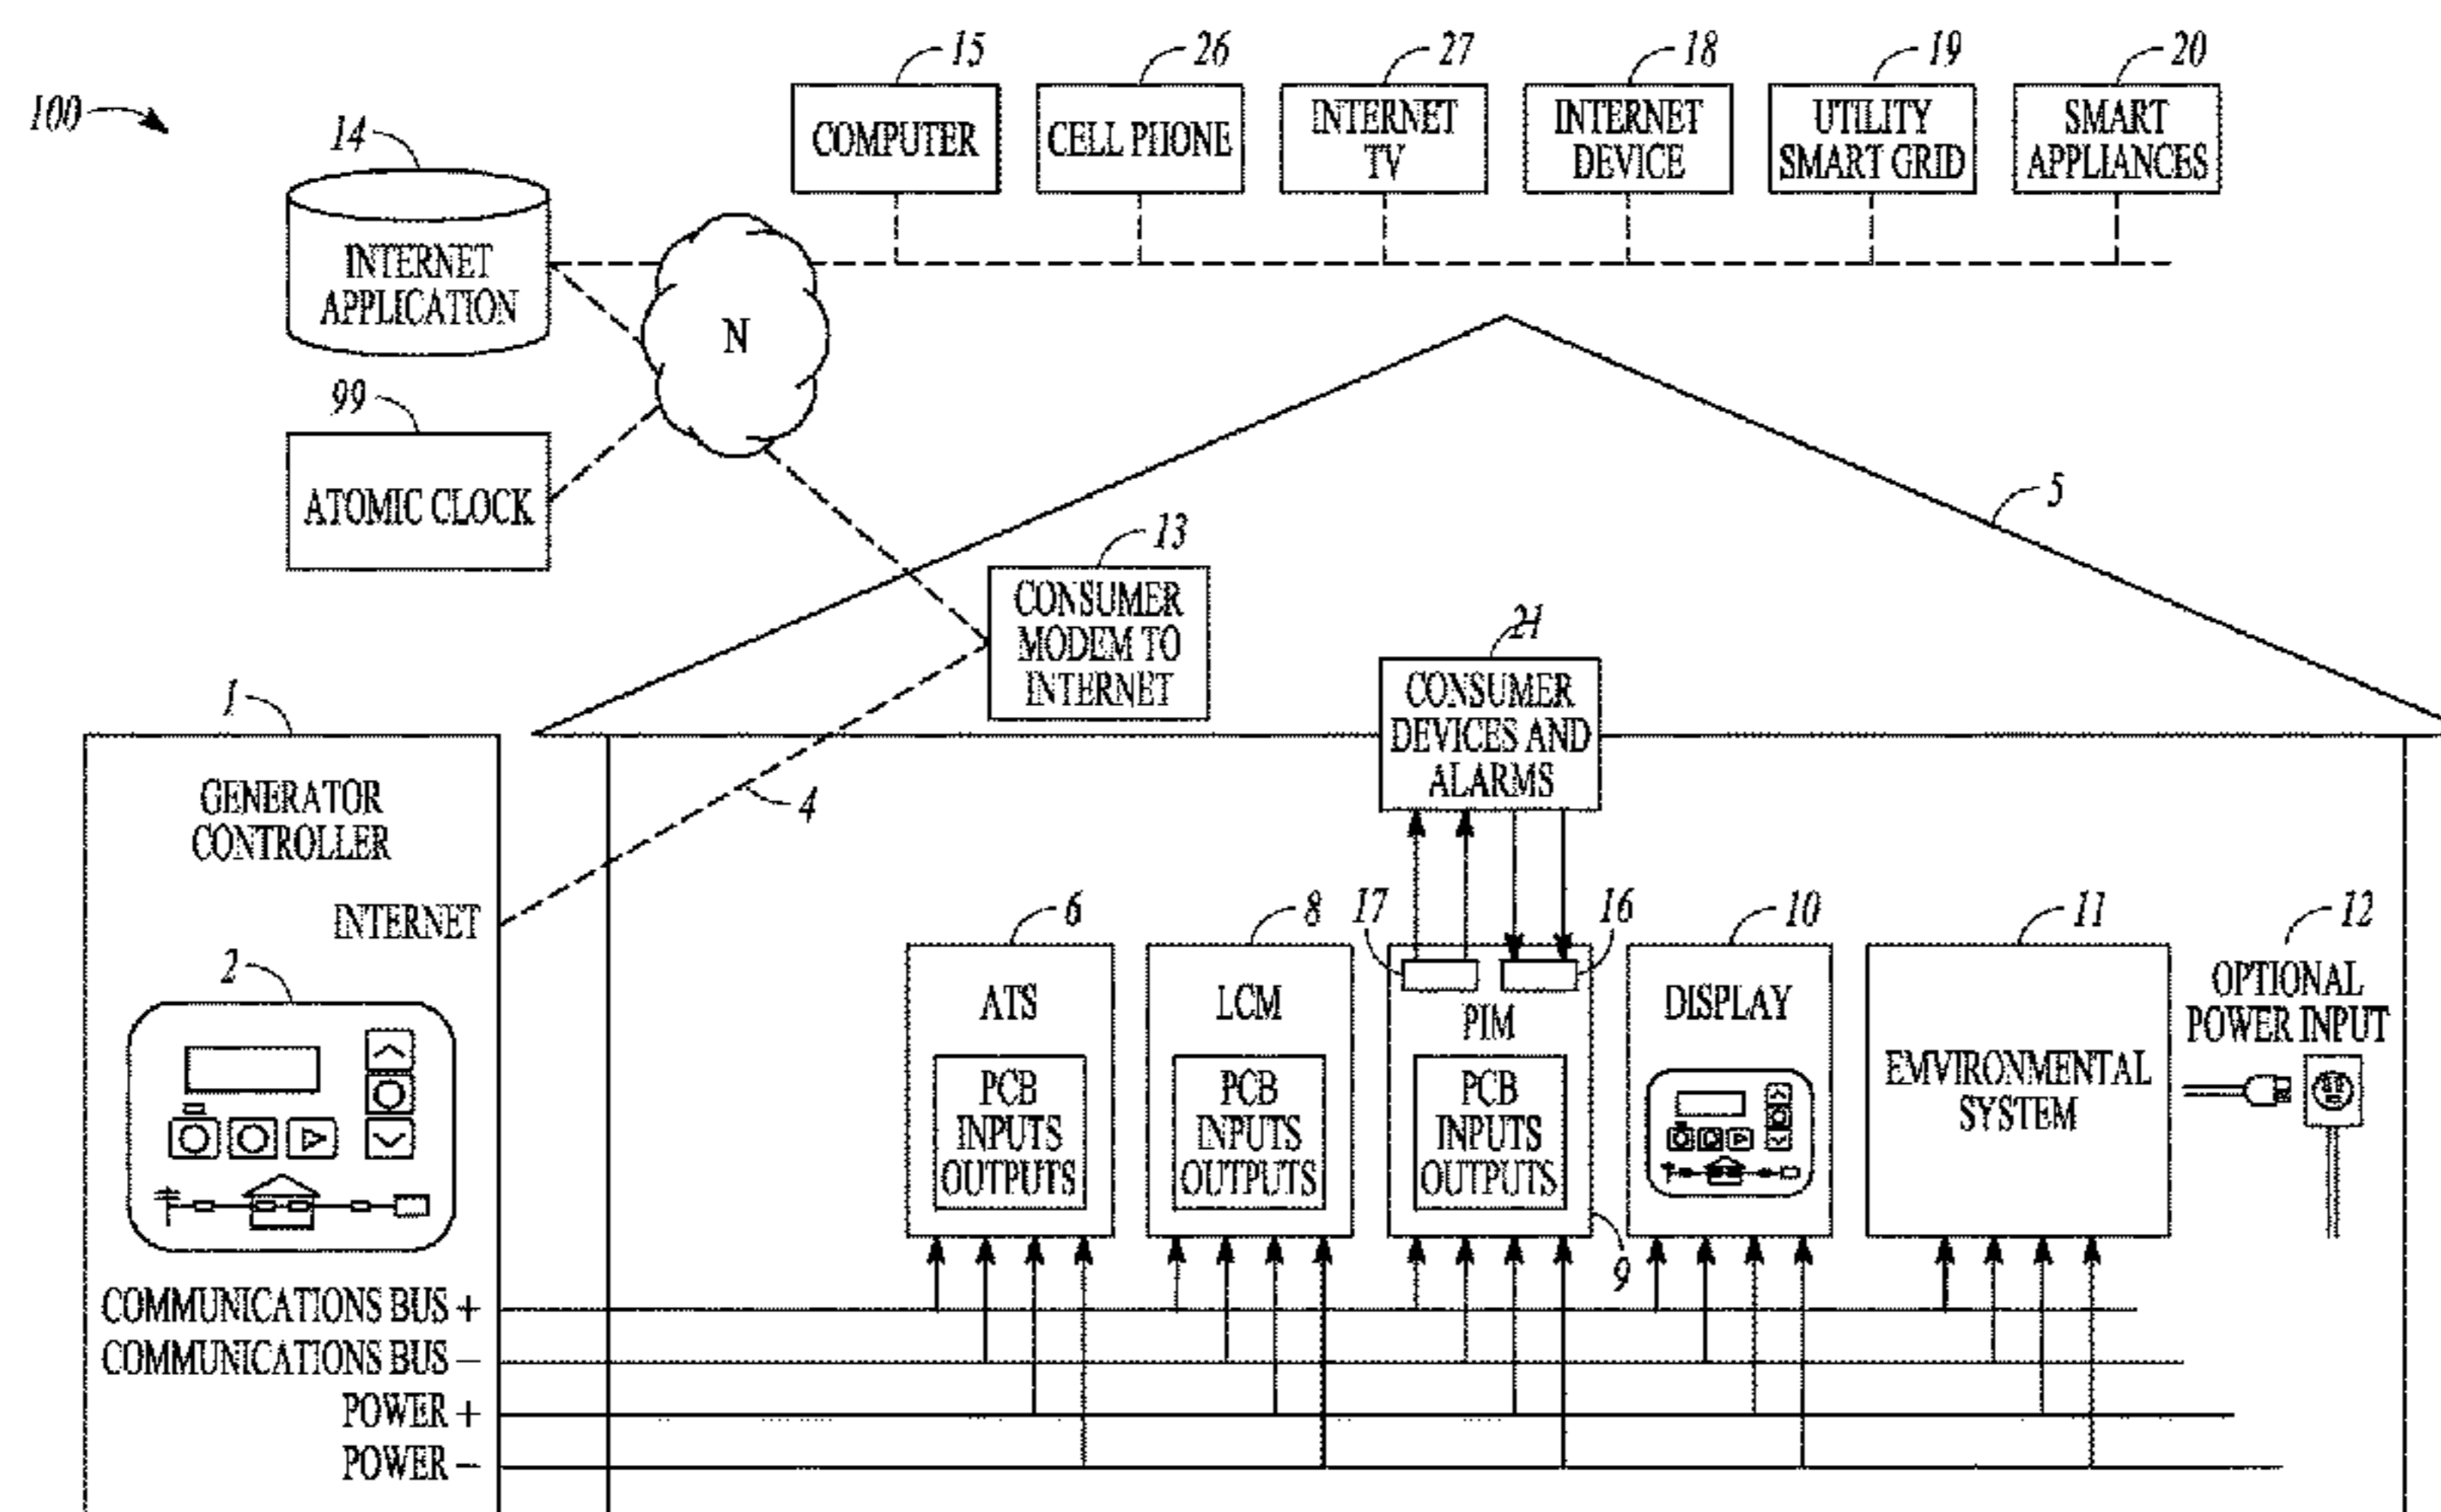 100
14
15
26
27
18
19
20
COMPUTER
CELL PHONE
INTERNET
TV
INTERNET
DEVICE
UTILITY
SMART GRID
SMART
APPLIANCES
INTERNET
APPLICATION
N
99
ATOMIC CLOCK
5
13
CONSUMER
MODEM TO
INTERNET
21
CONSUMER
DEVICES AND
ALARMS
1
GENERATOR
CONTROLLER
4
INTERNET
2
6
ATS
PCB
INPUTS
OUTPUTS
8
LCM
PCB
INPUTS
OUTPUTS
17
16
PIM
PCB
INPUTS
OUTPUTS
9
10
DISPLAY
11
EMVIRONMENTAL
SYSTEM
12
OPTIONAL
POWER INPUT
COMMUNICATIONS BUS +
COMMUNICATIONS BUS −
POWER +
POWER −